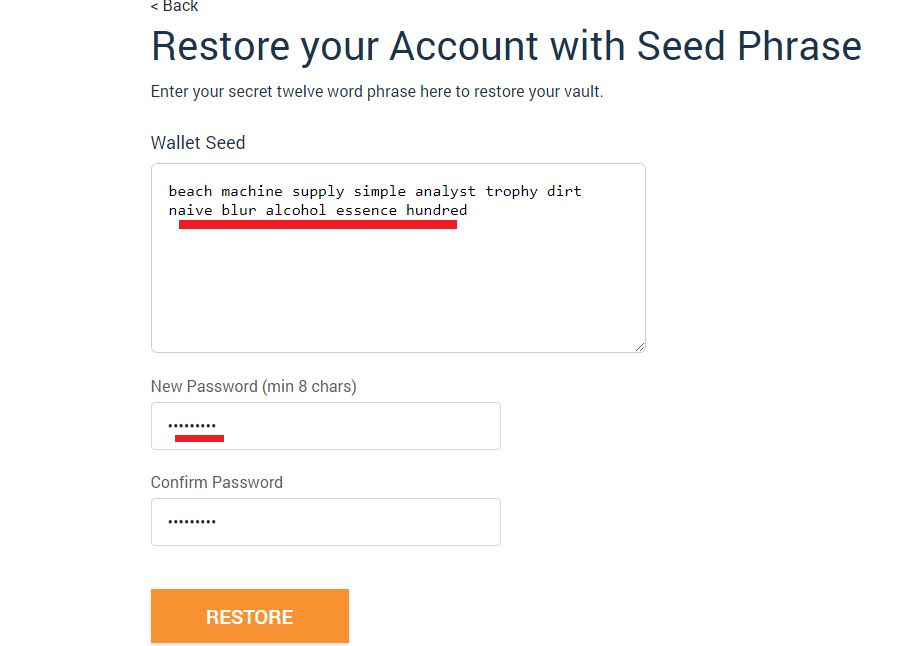 < Back
Restore your Account with Seed Phrase
Enter your secret twelve word phrase here to restore your vault.
Wallet Seed
beach machine supply simple analyst trophy dirt
naive blur alcohol essence hundred
New Password (min 8 chars)
•••••••••
Confirm Password
•••••••••
RESTORE